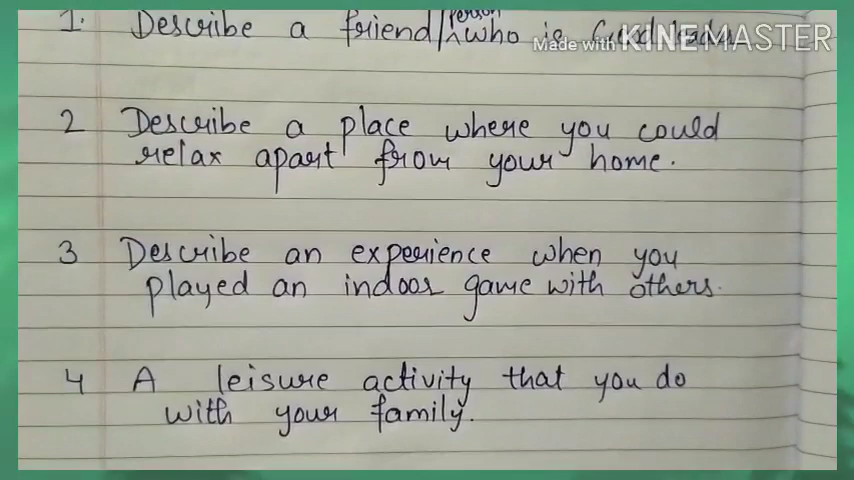 1. Describe a friend/^person who is Good leader
Made with KINEMASTER
2 Describe a place where you could
relax apart from your home.
3 Describe an experience when you
played an indoor game with others.
4 A leisure activity that you do
with your family.